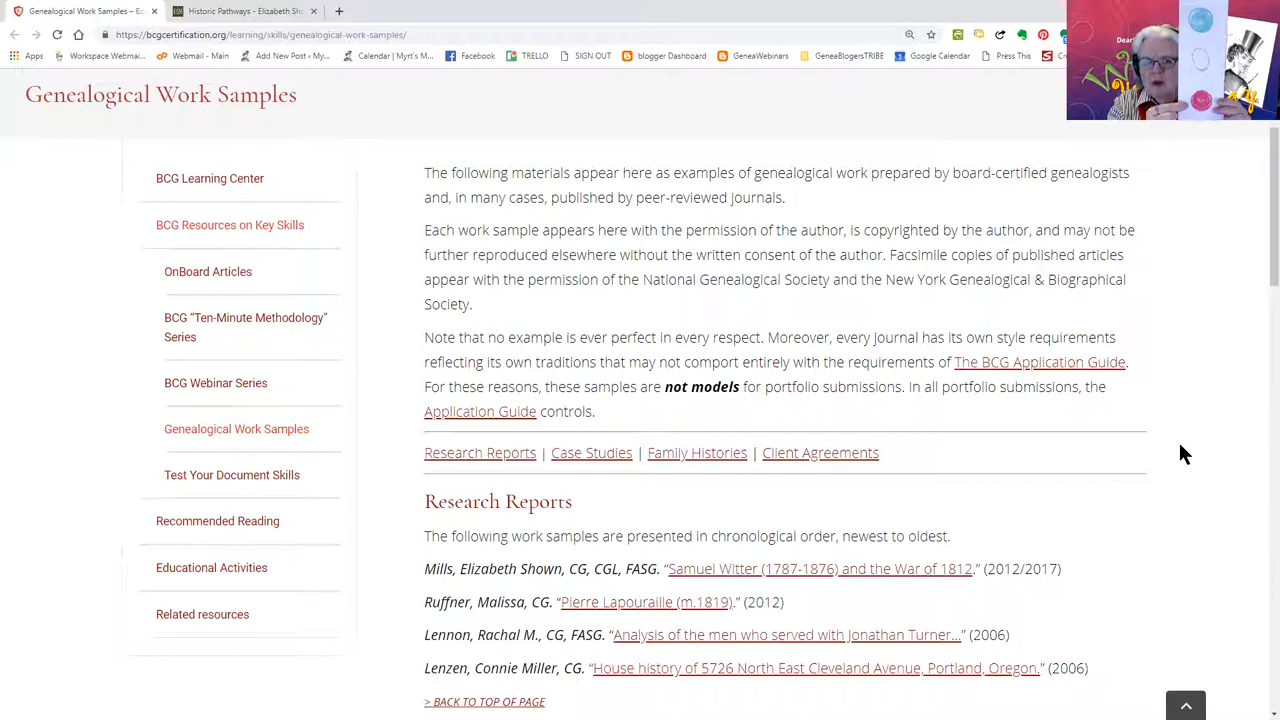 Genealogical Work Samples – Bo
Historic Pathways - Elizabeth Sho
https://bcgcertification.org/learning/skills/genealogical-work-samples/
Apps
Workspace Webmai...
Webmail - Main
Add New Post ‹ My...
Calendar | Myrt's M...
Facebook
TRELLO
SIGN OUT
blogger Dashboard
GeneaWebinars
GeneaBlogersTRIBE
Google Calendar
Press This
Dear
Genealogical Work Samples
BCG Learning Center
BCG Resources on Key Skills
OnBoard Articles
BCG “Ten-Minute Methodology”
Series
BCG Webinar Series
Genealogical Work Samples
Test Your Document Skills
Recommended Reading
Educational Activities
Related resources
The following materials appear here as examples of genealogical work prepared by board-certified genealogists
and, in many cases, published by peer-reviewed journals.
Each work sample appears here with the permission of the author, is copyrighted by the author, and may not be
further reproduced elsewhere without the written consent of the author. Facsimile copies of published articles
appear with the permission of the National Genealogical Society and the New York Genealogical & Biographical
Society.
Note that no example is ever perfect in every respect. Moreover, every journal has its own style requirements
reflecting its own traditions that may not comport entirely with the requirements of The BCG Application Guide.
For these reasons, these samples are not models for portfolio submissions. In all portfolio submissions, the
Application Guide controls.
Research Reports | Case Studies | Family Histories | Client Agreements
Research Reports
The following work samples are presented in chronological order, newest to oldest.
Mills, Elizabeth Shown, CG, CGL, FASG. “Samuel Witter (1787-1876) and the War of 1812.” (2012/2017)
Ruffner, Malissa, CG. “Pierre Lapouraille (m.1819).” (2012)
Lennon, Rachal M., CG, FASG. “Analysis of the men who served with Jonathan Turner...” (2006)
Lenzen, Connie Miller, CG. “House history of 5726 North East Cleveland Avenue, Portland, Oregon.” (2006)
> BACK TO TOP OF PAGE